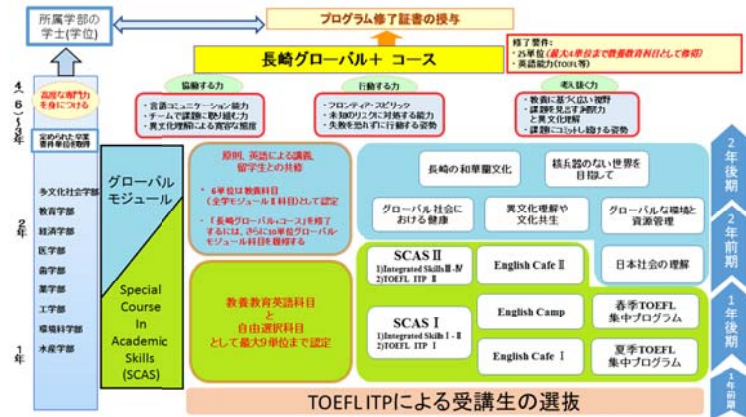 所属学部の
学士(学位)
プログラム修了証書の授与
長崎グローバル＋ コース
修了要件:
・25単位(最大4単位まで教養教育科目として修得)
・英語能力(TOEFL等)
4(6)～3年
高度な専門力
を身につける
定められた卒業
要件単位を取得
協働する力
・言語コミュニケーション能力
・チームで課題に取り組む力
・異文化理解による寛容な態度
行動する力
・フロンティア・スピリック
・未知のリスクに対処する能力
・失敗を恐れずに行動する姿勢
考え抜く力
・教養に基づく広い視野
・課題を見出す洞察力
と異文化理解
・課題にコミットし続ける姿勢
2年
1年
多文化社会学部
教育学部
経済学部
医学部
歯学部
薬学部
工学部
環境科学部
水産学部
グローバル
モジュール
Special
Course
In
Academic
Skills
(SCAS)
原則、英語による講義、
留学生との共修
・ 6単位は教養科目
(全学モジュールⅡ科目)として認定
・ 「長崎グローバル+コース」を修了
するには、さらに10単位グローバル
モジュール科目を履修する
教養教育英語科目
と
自由選択科目
として最大9単位まで認定
長崎の和華蘭文化
核兵器のない世界を
目指して
グローバル社会に
おける健康
異文化理解や
文化共生
グローバルな環境と
資源管理
SCAS Ⅱ
1)Integrated SkillsⅢ-Ⅳ
2)TOEFL ITP Ⅱ
English Cafe Ⅱ
日本社会の理解
SCAS Ⅰ
1)Integrated Skills Ⅰ-Ⅱ
2)TOEFL ITP Ⅰ
English Camp
春季TOEFL
集中プログラム
English Cafe Ⅰ
夏季TOEFL
集中プログラム
2年後期
2年前期
1年後期
1年前期
TOEFL ITPによる受講生の選抜